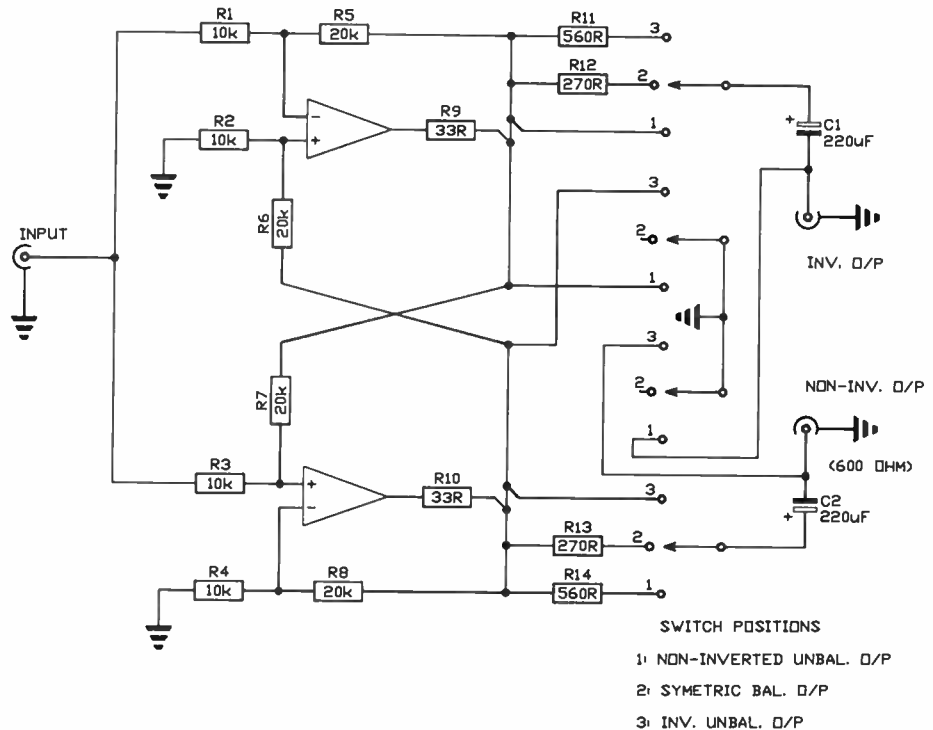 R1
10k
R5
20k
R11
560R
3
R12
270R
2
R2
10k
-
+
R9
33R
1
+
C1
220uF
R6
20k
3
INPUT
2
INV. O/P
1
3
R7
20k
2
NON-INV. O/P
1
(600 OHM)
R3
10k
+
-
R10
33R
3
C2
+
220uF
R13
270R
2
R4
10k
R8
20k
R14
560R
1
SWITCH POSITIONS
1: NON-INVERTED UNBAL. O/P
2: SYMETRIC BAL. O/P
3: INV. UNBAL. O/P